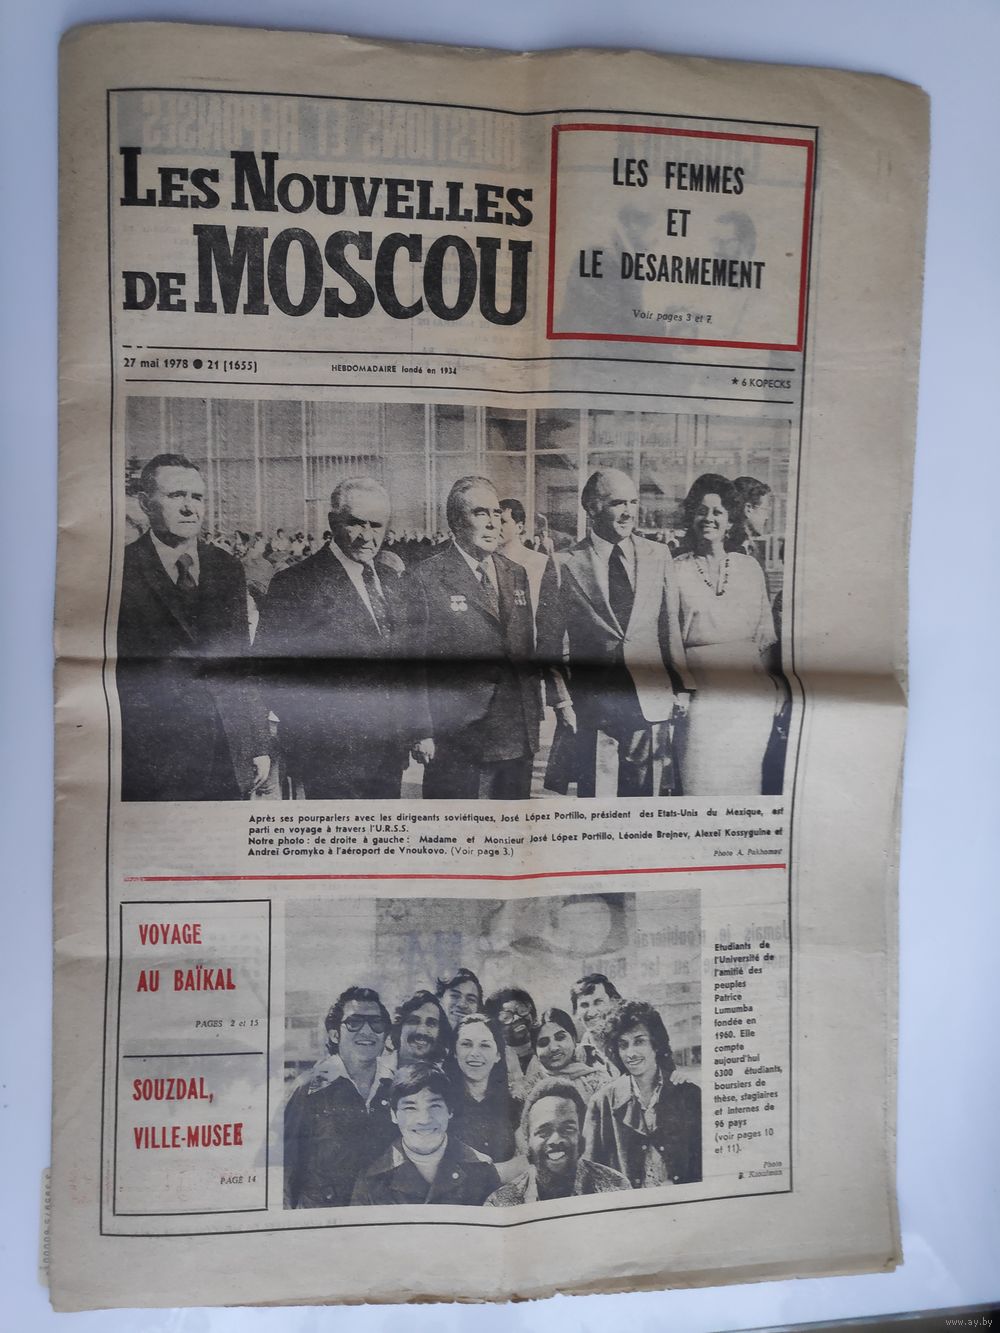 LES NOUVELLES
DE MOSCOU
LES FEMMES
ET
LE DESARMEMENT
Voir pages 3 et 7.
27 mai 1978 ● 21 [1655]
HEBDOMADAIRE fondé en 1934
★ 6 KOPECKS
Après ses pourparlers avec les dirigeants soviétiques, José López Portillo, président des Etats-Unis du Mexique, est
parti en voyage à travers l'U.R.S.S.
Notre photo: de droite à gauche: Madame et Monsieur José López Portillo, Léonide Brejnev, Alexeï Kossyguine et
Andreï Gromyko à l'aéroport de Vnoukovo. (Voir page 3.)
Photo A. Pakhomov
VOYAGE
AU BAÏKAL
PAGES 2 et 15
SOUZDAL,
VILLE-MUSEE
PAGE 14
Etudiants de
l'Université de
l'amitié des
peuples
Patrice
Lumumba
fondée en
1960. Elle
compte
aujourd'hui
6300 étudiants,
boursiers de
thèse, stagiaires
et internes de
96 pays
(voir pages 10
et 11).
Photo
QUESTIONS ET REPONSES
www.ay.by